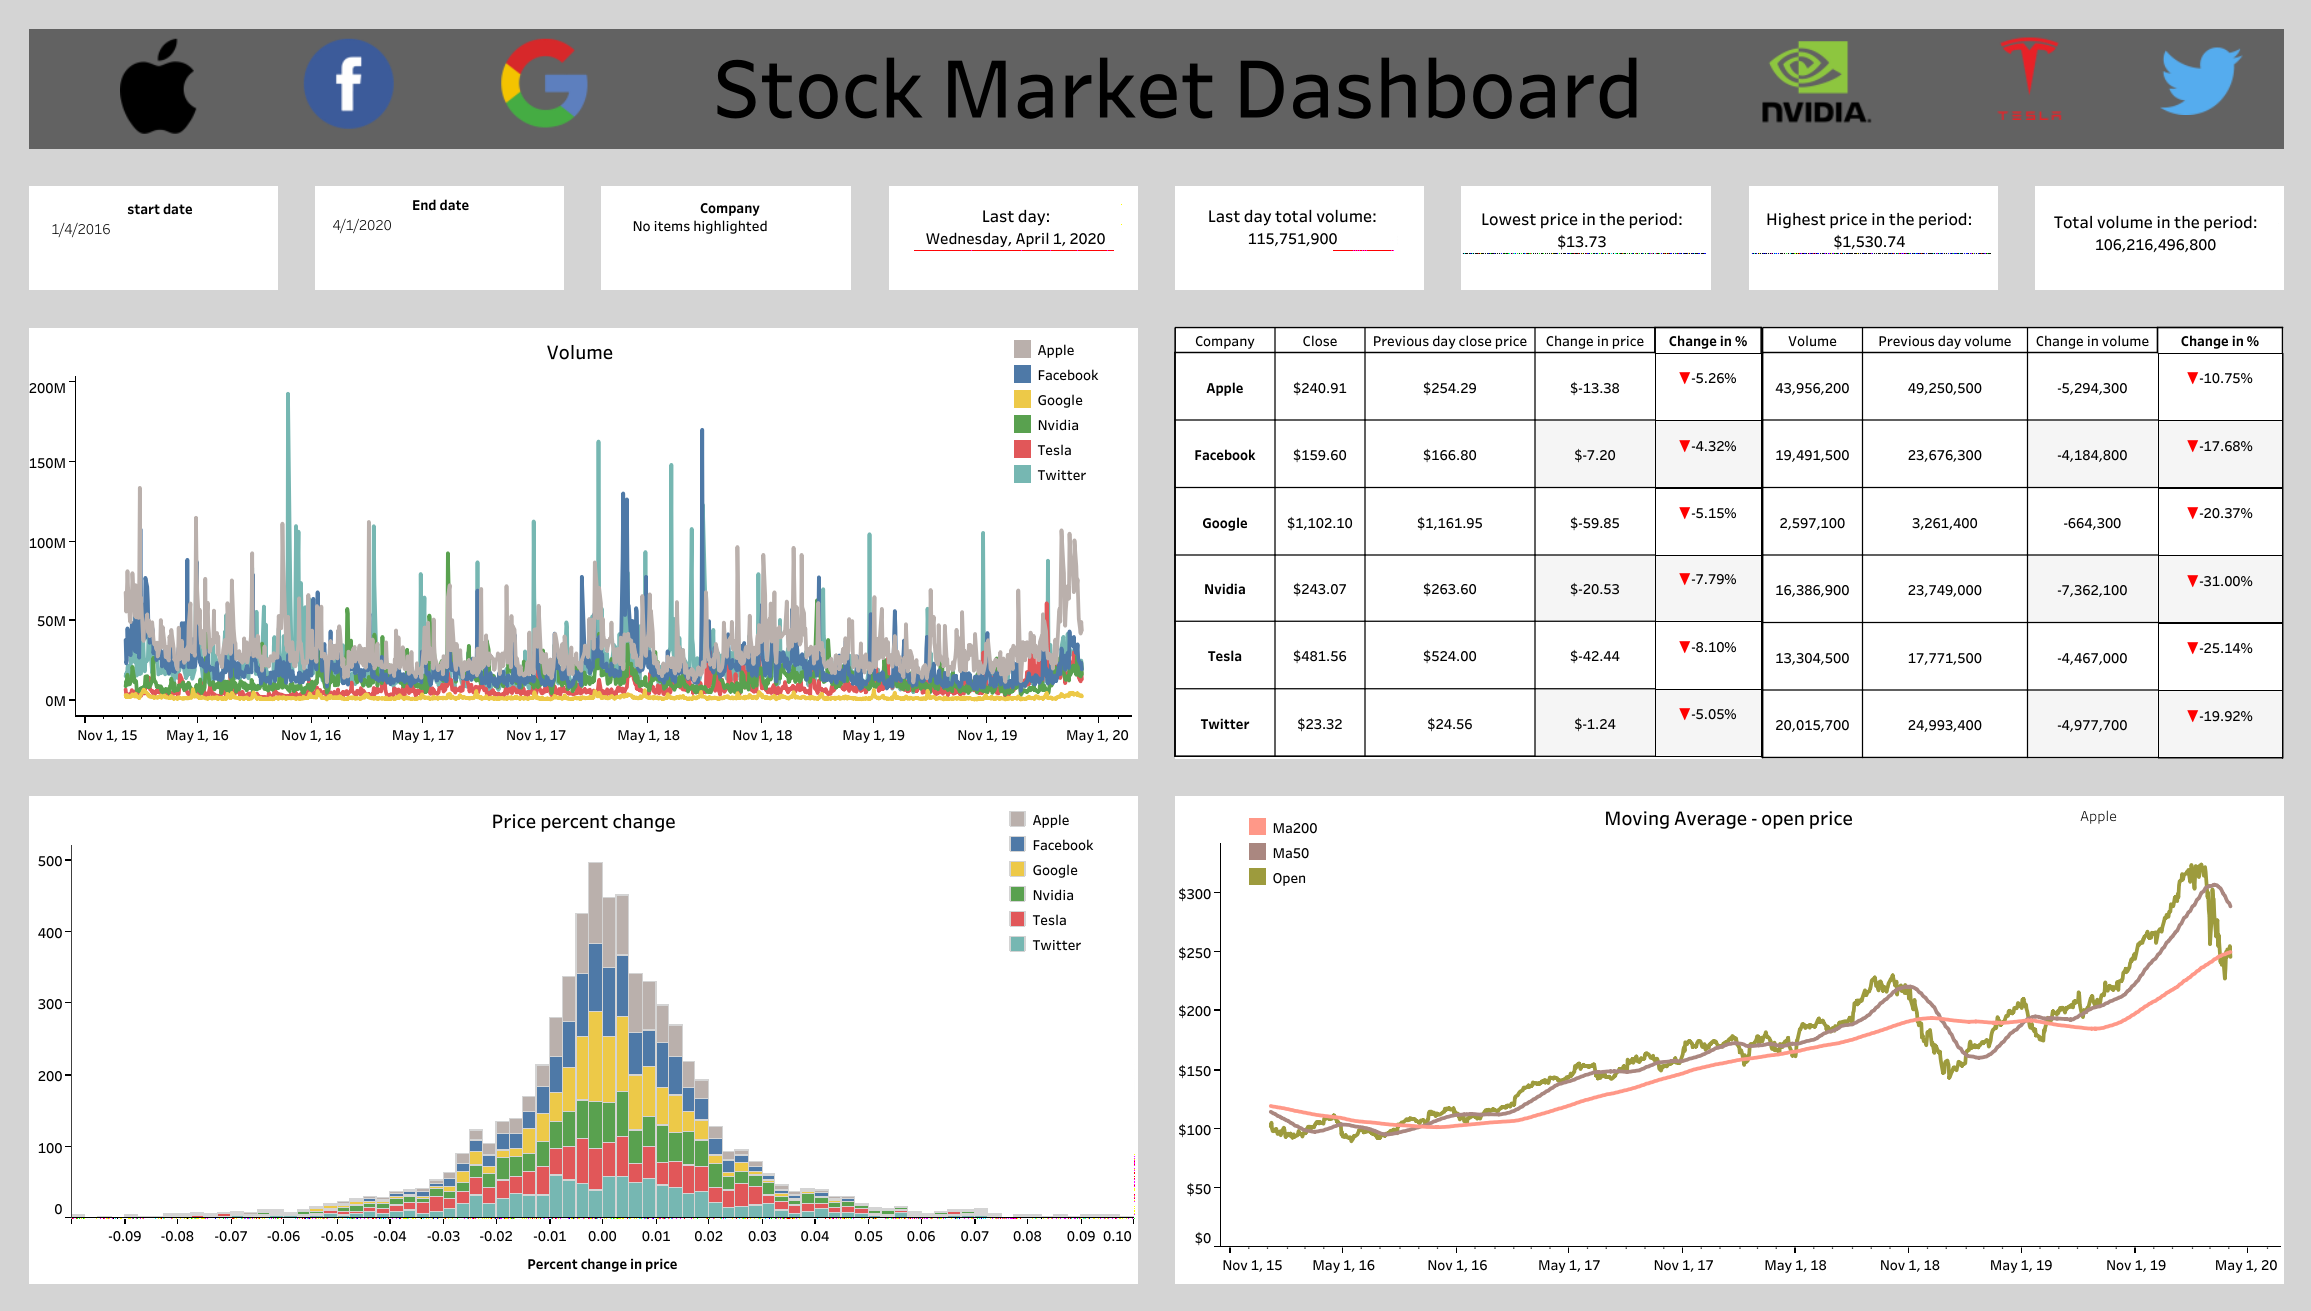 Stock Market Dashboard
NVIDIA.
TESLA
start date
1/4/2016
End date
4/1/2020
Company
No items highlighted
Last day:
Wednesday, April 1, 2020
Last day total volume:
115,751,900
Lowest price in the period:
$13.73
Highest price in the period:
$1,530.74
Total volume in the period:
106,216,496,800
Volume
Apple
Facebook
Google
Nvidia
Tesla
Twitter
200M
150M
100M
50M
0M
Nov 1, 15 May 1, 16 Nov 1, 16 May 1, 17 Nov 1, 17 May 1, 18 Nov 1, 18 May 1, 19 Nov 1, 19 May 1, 20
Company Close Previous day close price Change in price Change in % Volume Previous day volume Change in volume Change in %
Apple $240.91 $254.29 $-13.38 ▼-5.26% 43,956,200 49,250,500 -5,294,300 ▼-10.75%
Facebook $159.60 $166.80 $-7.20 ▼-4.32% 19,491,500 23,676,300 -4,184,800 ▼-17.68%
Google $1,102.10 $1,161.95 $-59.85 ▼-5.15% 2,597,100 3,261,400 -664,300 ▼-20.37%
Nvidia $243.07 $263.60 $-20.53 ▼-7.79% 16,386,900 23,749,000 -7,362,100 ▼-31.00%
Tesla $481.56 $524.00 $-42.44 ▼-8.10% 13,304,500 17,771,500 -4,467,000 ▼-25.14%
Twitter $23.32 $24.56 $-1.24 ▼-5.05% 20,015,700 24,993,400 -4,977,700 ▼-19.92%
Price percent change
Apple
Facebook
Google
Nvidia
Tesla
Twitter
500
400
300
200
100
0
-0.09 -0.08 -0.07 -0.06 -0.05 -0.04 -0.03 -0.02 -0.01 0.00 0.01 0.02 0.03 0.04 0.05 0.06 0.07 0.08 0.09 0.10
Percent change in price
Moving Average - open price
Apple
Ma200
Ma50
Open
$300
$250
$200
$150
$100
$50
$0
Nov 1, 15 May 1, 16 Nov 1, 16 May 1, 17 Nov 1, 17 May 1, 18 Nov 1, 18 May 1, 19 Nov 1, 19 May 1, 20